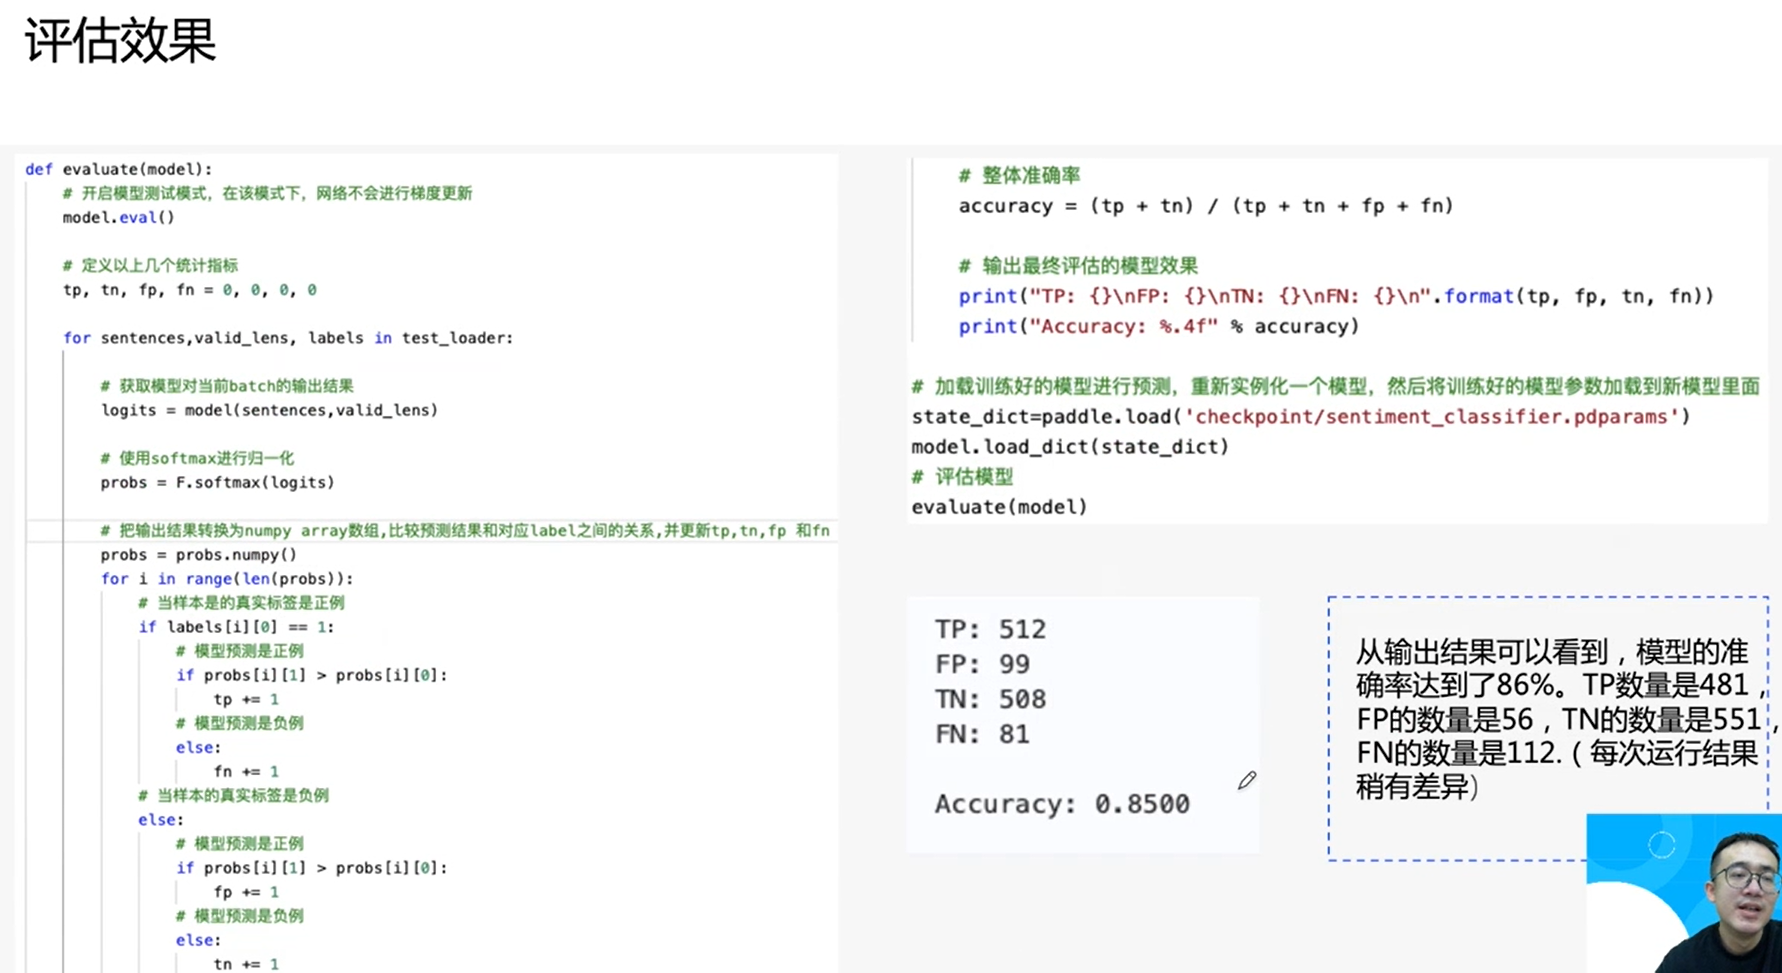 评估效果
def evaluate(model):
# 开启模型测试模式，在该模式下，网络不会进行梯度更新
model.eval()
# 定义以上几个统计指标
tp, tn, fp, fn = 0, 0, 0, 0
for sentences,valid_lens, labels in test_loader:
# 获取模型对当前batch的输出结果
logits = model(sentences,valid_lens)
# 使用softmax进行归一化
probs = F.softmax(logits)
# 把输出结果转换为numpy array数组,比较预测结果和对应label之间的关系,并更新tp,tn,fp 和fn
probs = probs.numpy()
for i in range(len(probs)):
# 当样本是的真实标签是正例
if labels[i][0] == 1:
# 模型预测是正例
if probs[i][1] > probs[i][0]:
tp += 1
# 模型预测是负例
else:
fn += 1
# 当样本的真实标签是负例
else:
# 模型预测是正例
if probs[i][1] > probs[i][0]:
fp += 1
# 模型预测是负例
else:
tn += 1
# 整体准确率
accuracy = (tp + tn) / (tp + tn + fp + fn)
# 输出最终评估的模型效果
print("TP: {}\nFP: {}\nTN: {}\nFN: {}\n".format(tp, fp, tn, fn))
print("Accuracy: %.4f" % accuracy)
# 加载训练好的模型进行预测，重新实例化一个模型，然后将训练好的模型参数加载到新模型里面
state_dict=paddle.load('checkpoint/sentiment_classifier.pdparams')
model.load_dict(state_dict)
# 评估模型
evaluate(model)
TP: 512
FP: 99
TN: 508
FN: 81
Accuracy: 0.8500
从输出结果可以看到，模型的准
确率达到了86%。TP数量是481，
FP的数量是56，TN的数量是551，
FN的数量是112.（每次运行结果
稍有差异）